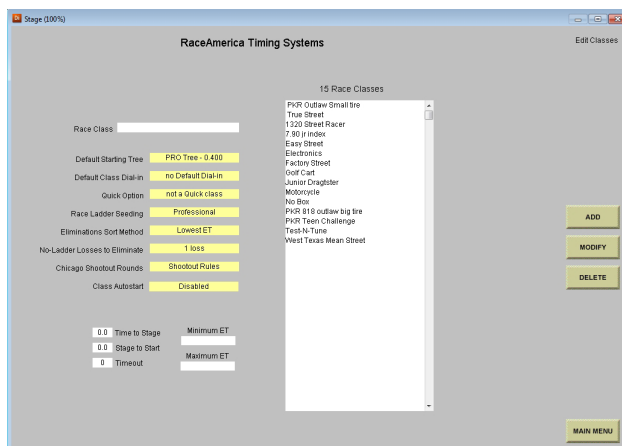 Stage (100%)
RaceAmerica Timing Systems
Edit Classes
15 Race Classes
PKR Outlaw Small tire
True Street
1320 Street Racer
7.90 jr index
Easy Street
Electronics
Factory Street
Golf Cart
Junior Dragtster
Motorcycle
No Box
PKR 818 outlaw big tire
PKR Teen Challenge
Test-N-Tune
West Texas Mean Street
Race Class
Default Starting Tree PRO Tree - 0.400
Default Class Dial-in no Default Dial-in
Quick Option not a Quick class
Race Ladder Seeding Professional
Eliminations Sort Method Lowest ET
No-Ladder Losses to Eliminate 1 loss
Chicago Shootout Rounds Shootout Rules
Class Autostart Disabled
0.0 Time to Stage
0.0 Stage to Start
0 Timeout
Minimum ET
Maximum ET
ADD
MODIFY
DELETE
MAIN MENU